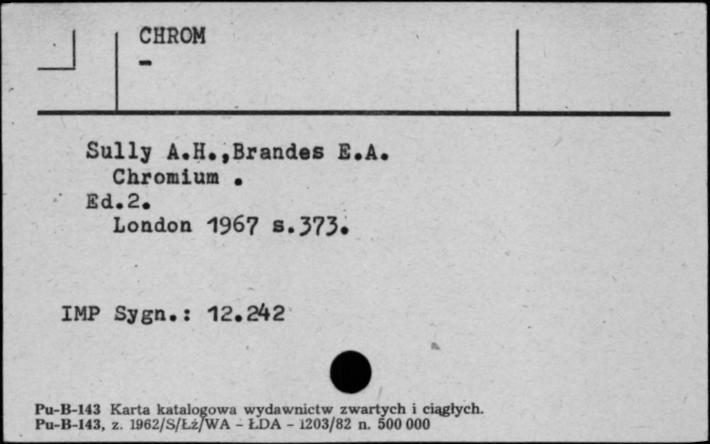 CHROM
-
Sully A.H.,Brandes E.A.
Chromium .
Ed.2.
London 1967 s.373.
IMP Sygn.: 12.242
Pu-B-143 Karta katalogowa wydawnictw zwartych i ciągłych.
Pu-B-143, z. 1962/S/Łź/WA - ŁDA - 1203/82 n. 500 000